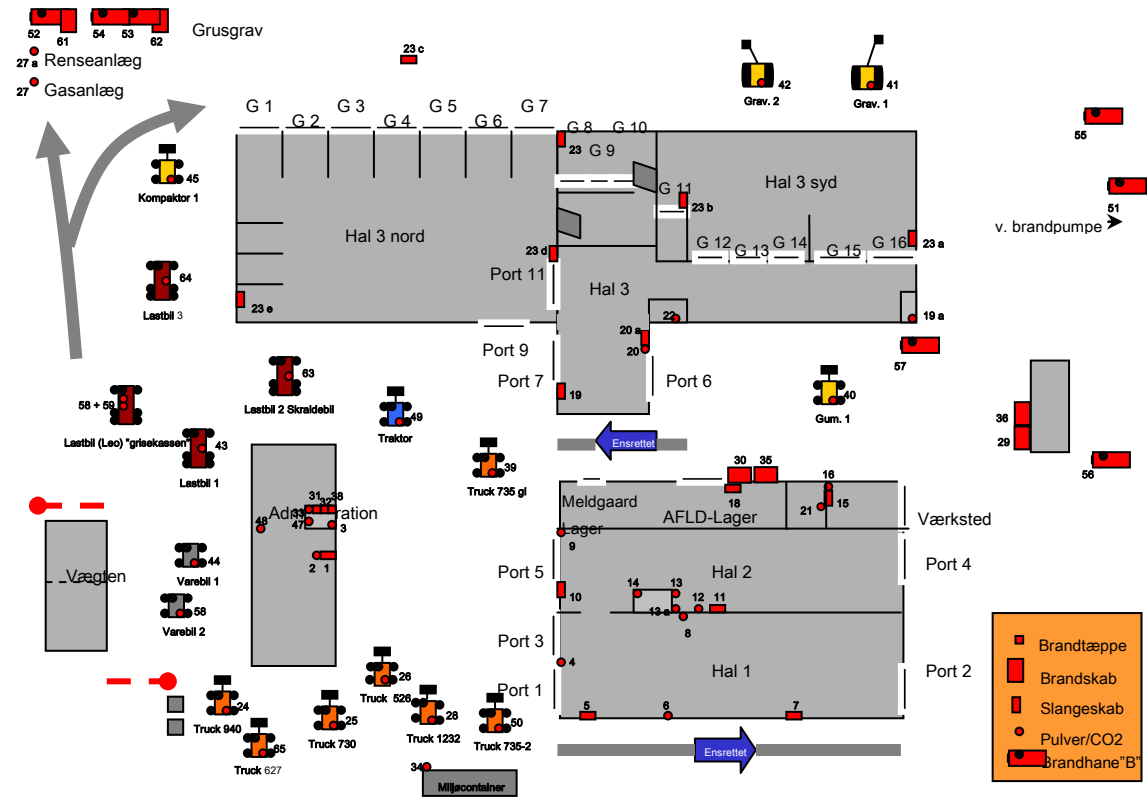 52
61
54
53
62
Grusgrav
27 a Renseanlæg
27 Gasanlæg
23 c
42
Grav. 2
41
Grav. 1
55
51
v. brandpumpe
G 1
G 2
G 3
G 4
G 5
G 6
G 7
G 8
G 9
G 10
23
G 11
23 b
Hal 3 syd
G 12
G 13
G 14
G 15
G 16
23 a
45
Kompaktor 1
Hal 3 nord
23 d
Port 11
Hal 3
64
Lastbil 3
23 e
22
19 a
20 a
20
Port 9
Port 7
19
Port 6
57
63
Lastbil 2 Skraldebil
58 + 59
Lastbil (Leo) "grisekassen"
49
Traktor
40
Gum. 1
36
29
56
43
Lastbil 1
39
Truck 735 gl
Ensrettet
30
35
18
16
15
21
Meldgaard
Lager
AFLD-Lager
Værksted
31
38
32
33
Administration
47
48
3
2
1
9
Port 5
10
Hal 2
14
13
13 a
12
11
8
Port 4
Vægten
44
Varebil 1
58
Varebil 2
Port 3
4
Port 1
Hal 1
Port 2
5
6
7
24
Truck 940
65
Truck 627
25
Truck 730
26
Truck 526
28
Truck 1232
50
Truck 735-2
34
Miljøcontainer
Ensrettet
Brandtæppe
Brandskab
Slangeskab
Pulver/CO2
Brandhane"B"